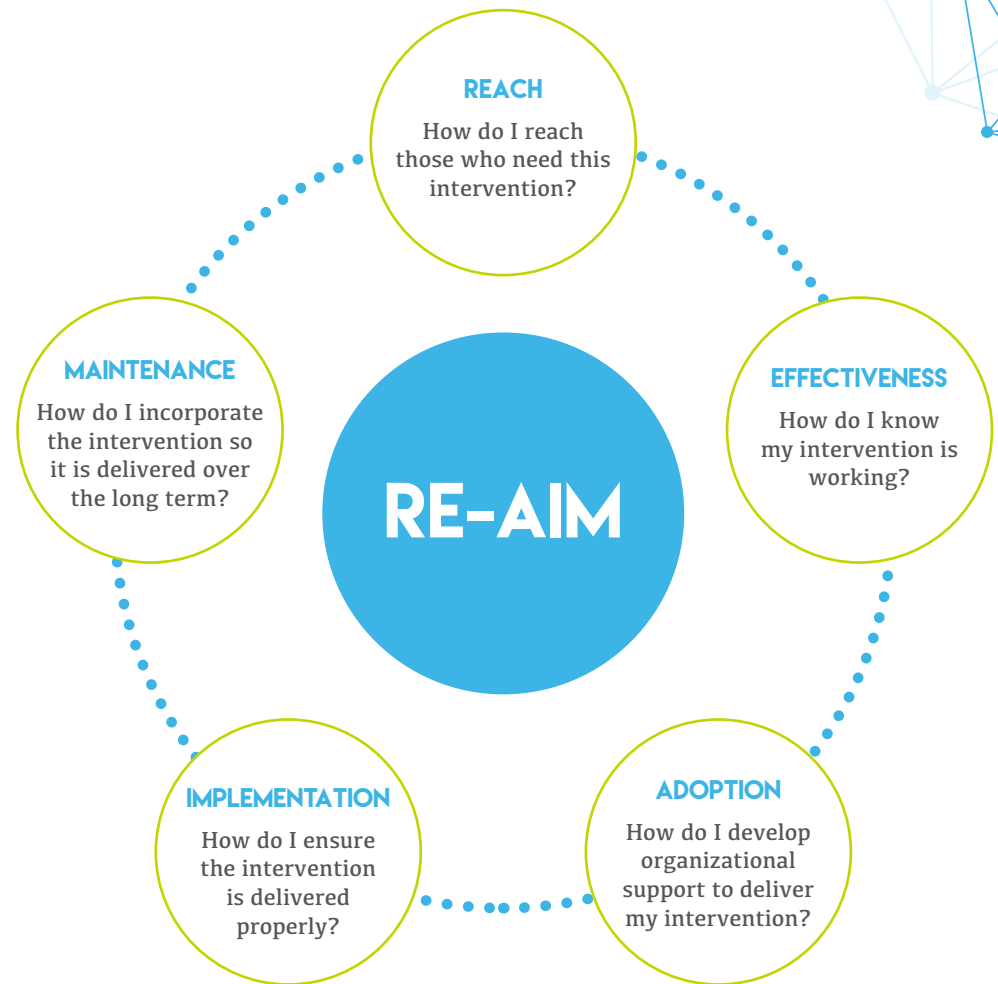 REACH
How do I reach
those who need this
intervention?
MAINTENANCE
How do I incorporate
the intervention so
it is delivered over
the long term?
EFFECTIVENESS
How do I know
my intervention is
working?
RE-AIM
IMPLEMENTATION
How do I ensure
the intervention
is delivered
properly?
ADOPTION
How do I develop
organizational
support to deliver
my intervention?